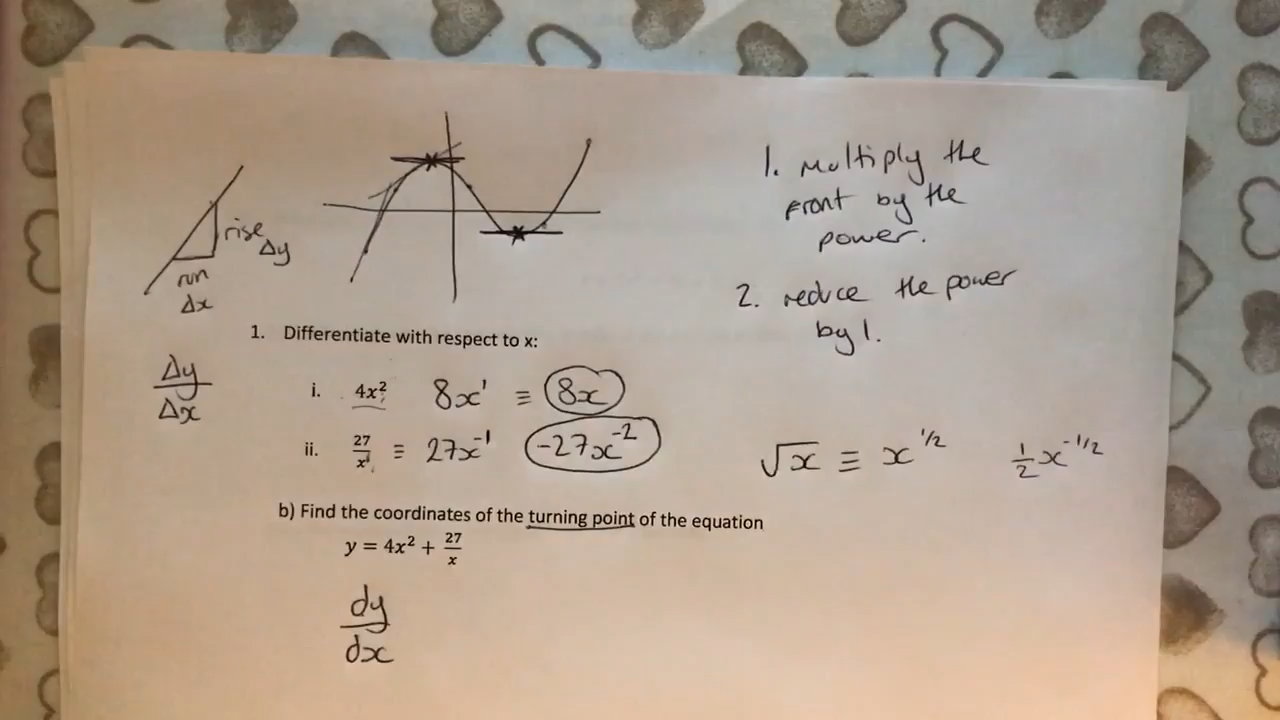 1. Multiply the
front by the
power.
2. reduce the power
by 1.
rise
Δy
run
Δx
Δy
Δx
1. Differentiate with respect to x:
i. 4x² 8x¹ ≡ 8x
ii. 27/x¹ ≡ 27x⁻¹ -27x⁻²
√x ≡ x^1/2 1/2 x^-1/2
b) Find the coordinates of the turning point of the equation
y = 4x² + 27/x
dy
dx